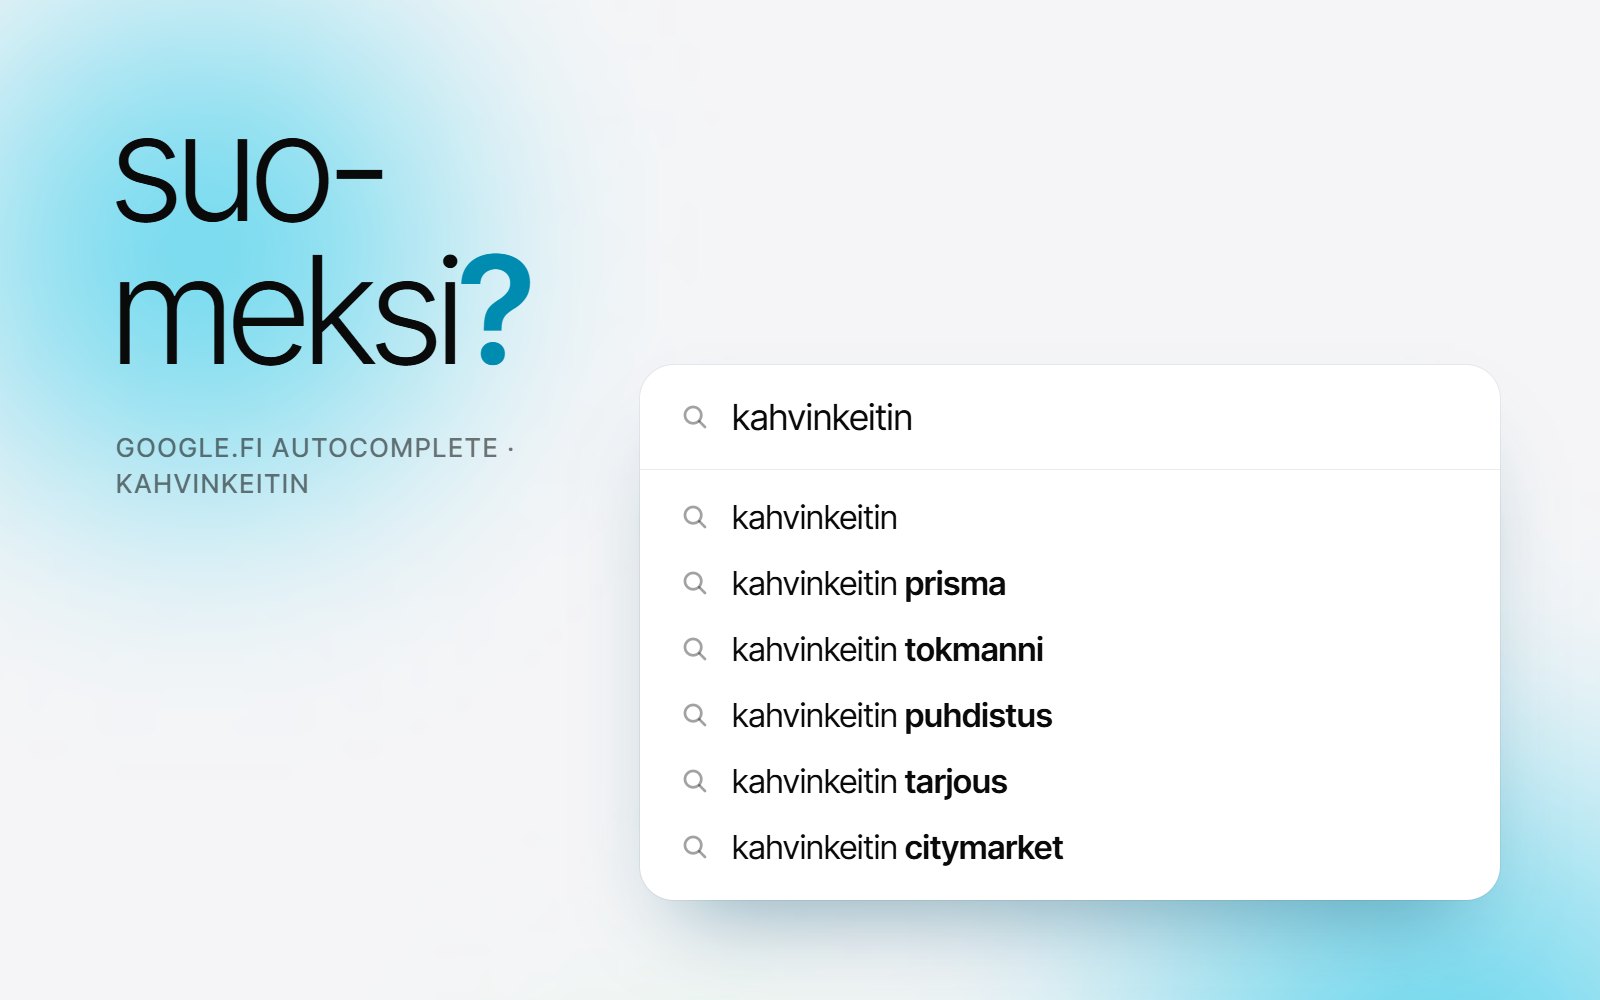 suo-
meksi?
GOOGLE.FI AUTOCOMPLETE ·
KAHVINKEITIN
kahvinkeitin
kahvinkeitin
kahvinkeitin prisma
kahvinkeitin tokmanni
kahvinkeitin puhdistus
kahvinkeitin tarjous
kahvinkeitin citymarket